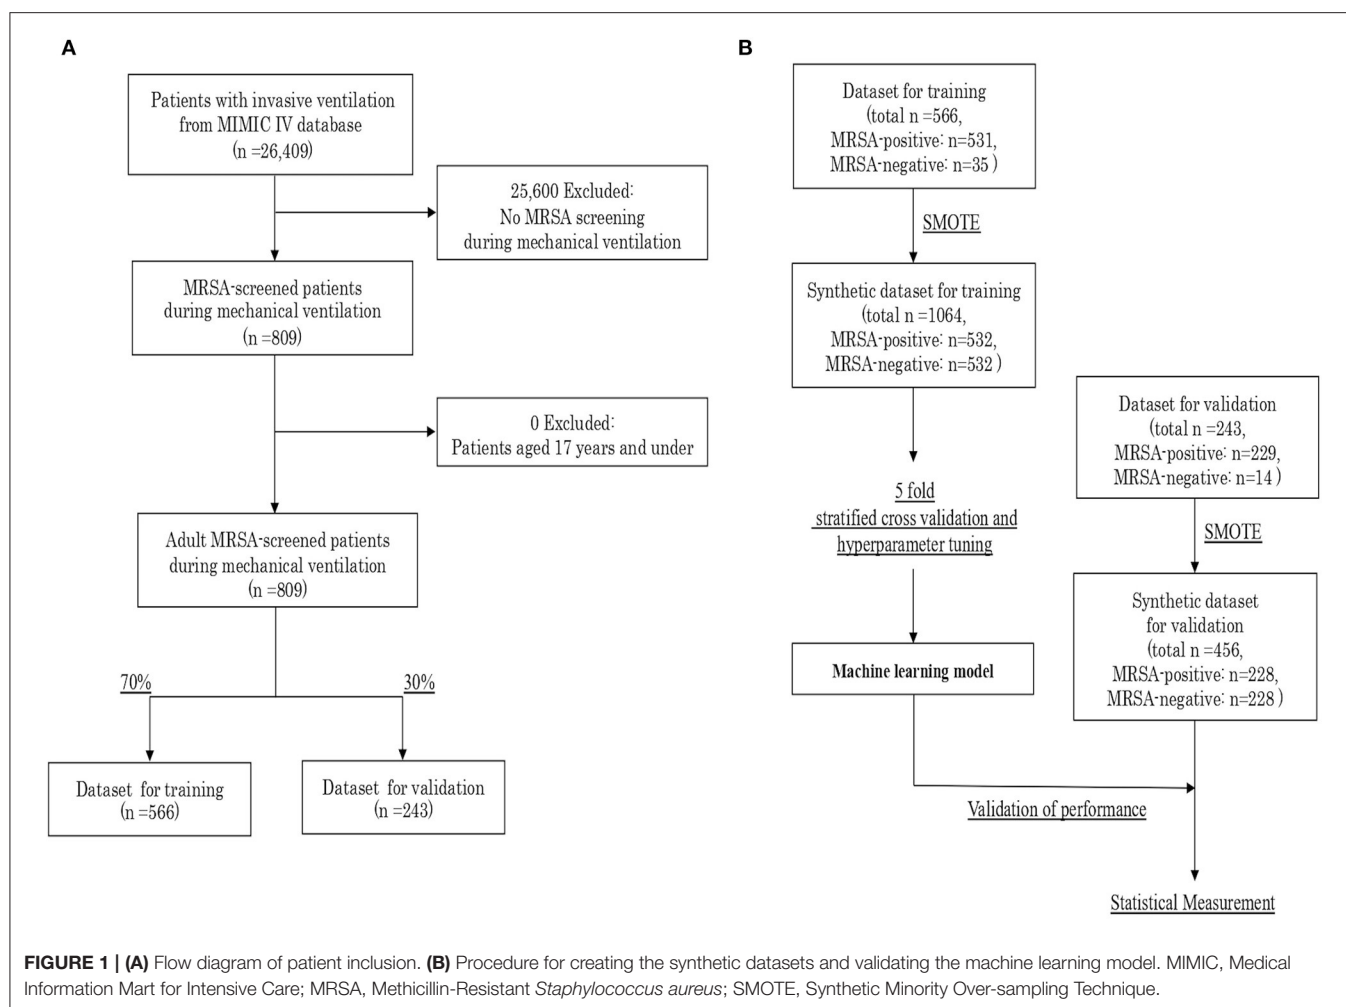 A
Patients with invasive ventilation
from MIMIC IV database
(n =26,409)
25,600 Excluded:
No MRSA screening
during mechanical ventilation
MRSA-screened patients
during mechanical ventilation
(n =809)
0 Excluded:
Patients aged 17 years and under
Adult MRSA-screened patients
during mechanical ventilation
(n =809)
70%
30%
Dataset for training
(n =566)
Dataset for validation
(n =243)
B
Dataset for training
(total n =566,
MRSA-positive: n=531,
MRSA-negative: n=35 )
SMOTE
Synthetic dataset for training
(total n =1064,
MRSA-positive: n=532,
MRSA-negative: n=532 )
5 fold
stratified cross validation and
hyperparameter tuning
Machine learning model
Dataset for validation
(total n =243,
MRSA-positive: n=229,
MRSA-negative: n=14 )
SMOTE
Synthetic dataset
for validation
(total n =456,
MRSA-positive: n=228,
MRSA-negative: n=228 )
Validation of performance
Statistical Measurement
FIGURE 1 | (A) Flow diagram of patient inclusion. (B) Procedure for creating the synthetic datasets and validating the machine learning model. MIMIC, Medical
Information Mart for Intensive Care; MRSA, Methicillin-Resistant Staphylococcus aureus; SMOTE, Synthetic Minority Over-sampling Technique.